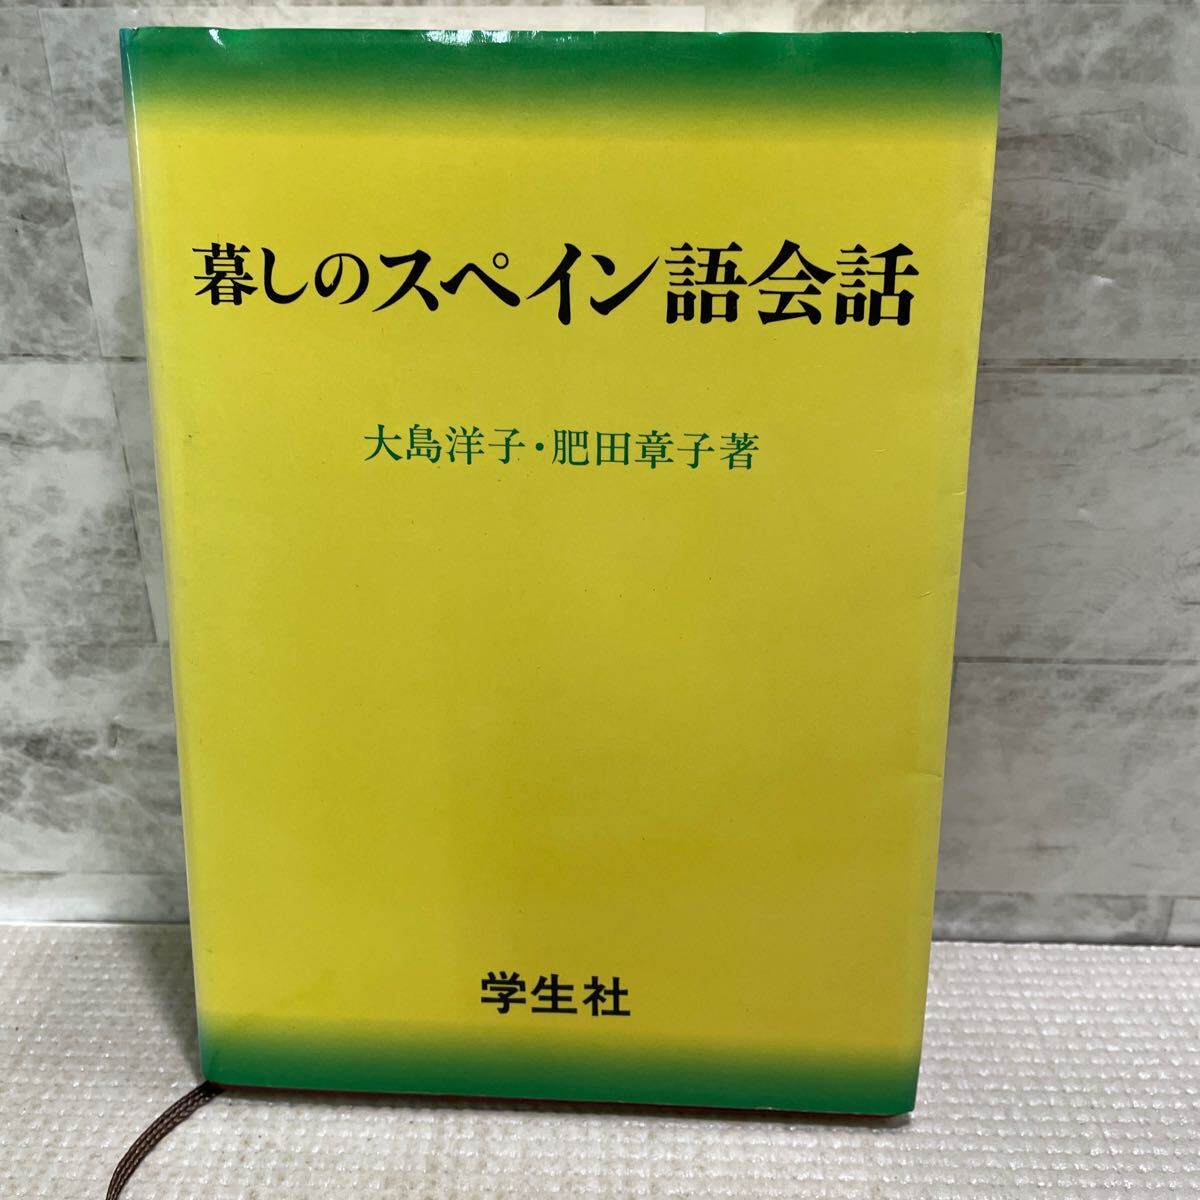 暮しのスペイン語会話
大島洋子・肥田章子著
学生社